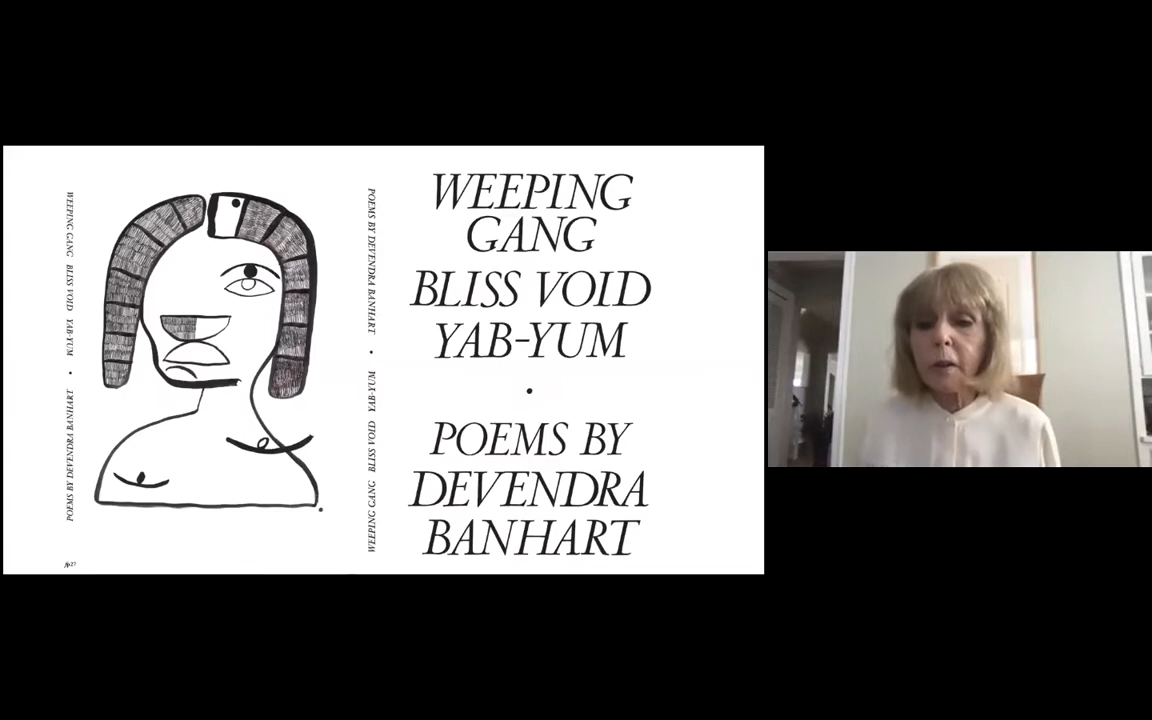 WEEPING GANG BLISS VOID YAB-YUM • POEMS BY DEVENDRA BANHART
fp27
POEMS BY DEVENDRA BANHART • WEEPING GANG BLISS VOID YAB-YUM
WEEPING
GANG
BLISS VOID
YAB-YUM
•
POEMS BY
DEVENDRA
BANHART